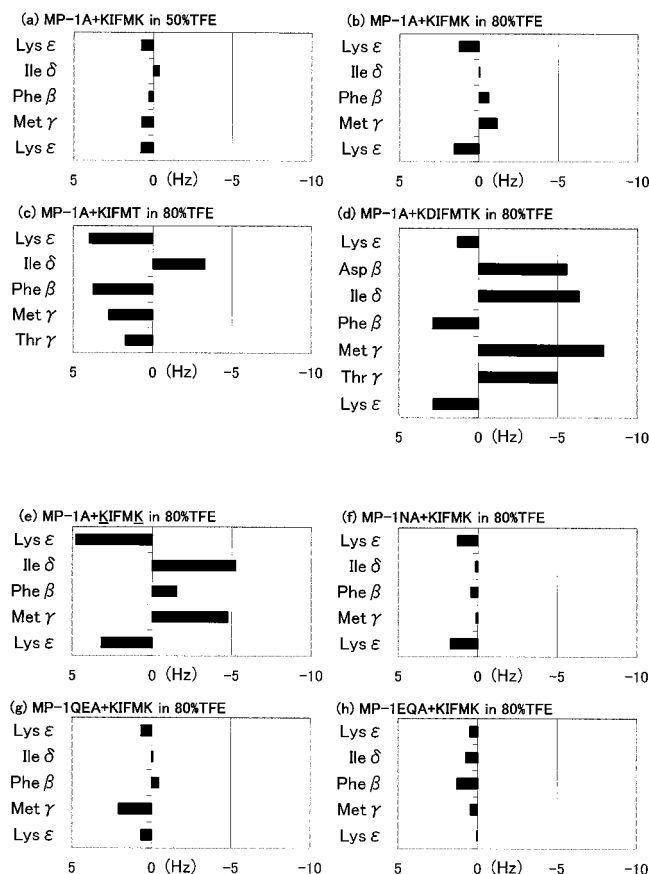 (a) MP-1A+KIFMK in 50%TFE
Lys ε
Ile δ
Phe β
Met γ
Lys ε
5 0 (Hz) -5 -10
(b) MP-1A+KIFMK in 80%TFE
Lys ε
Ile δ
Phe β
Met γ
Lys ε
5 0 (Hz) -5 -10
(c) MP-1A+KIFMT in 80%TFE
Lys ε
Ile δ
Phe β
Met γ
Thr γ
5 0 (Hz) -5 -10
(d) MP-1A+KDIFMTK in 80%TFE
Lys ε
Asp β
Ile δ
Phe β
Met γ
Thr γ
Lys ε
5 0 (Hz) -5 -10
(e) MP-1A+KIFMK in 80%TFE
Lys ε
Ile δ
Phe β
Met γ
Lys ε
5 0 (Hz) -5 -10
(f) MP-1NA+KIFMK in 80%TFE
Lys ε
Ile δ
Phe β
Met γ
Lys ε
5 0 (Hz) -5 -10
(g) MP-1QEA+KIFMK in 80%TFE
Lys ε
Ile δ
Phe β
Met γ
Lys ε
5 0 (Hz) -5 -10
(h) MP-1EQA+KIFMK in 80%TFE
Lys ε
Ile δ
Phe β
Met γ
Lys ε
5 0 (Hz) -5 -10